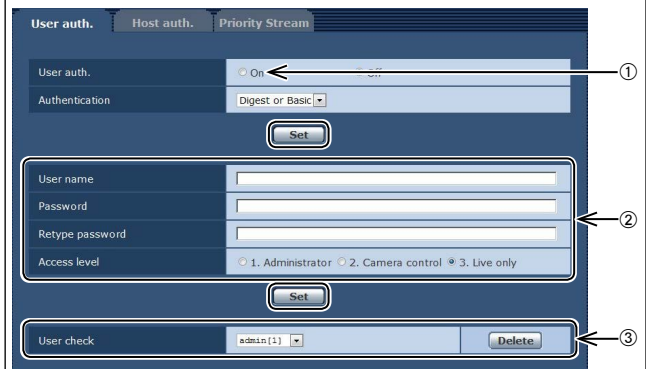 User auth. Host auth. Priority Stream
User auth. On Off ①
Authentication Digest or Basic
Set
User name
Password ②
Retype password
Access level 1. Administrator 2. Camera control 3. Live only
Set
User check admin[1] Delete ③